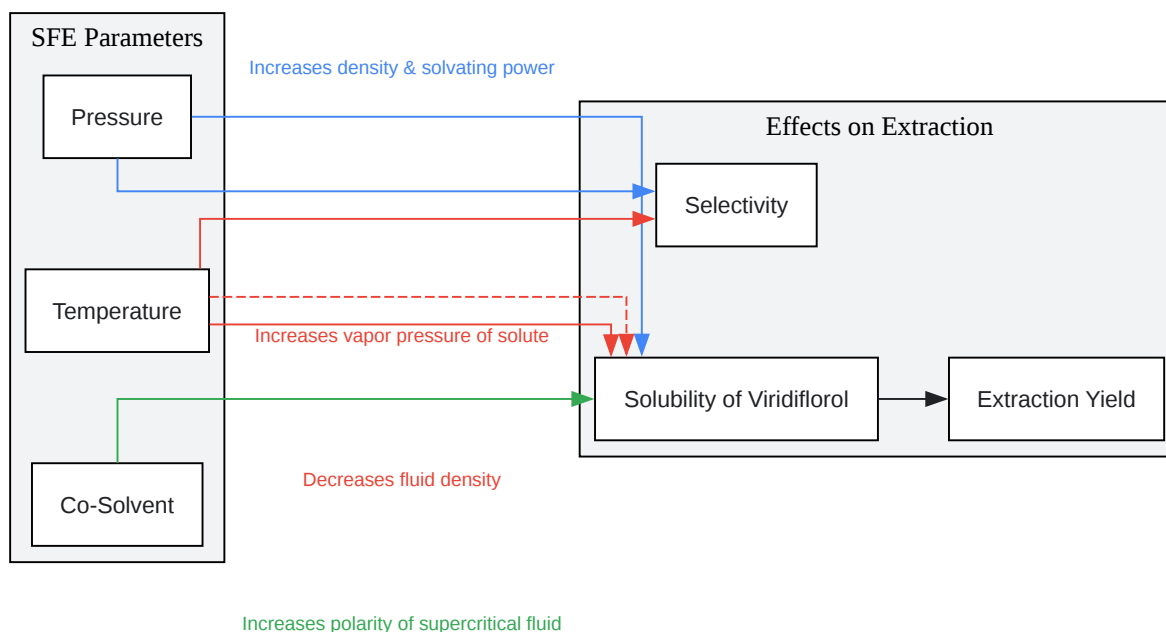 SFE Parameters
Increases density & solvating power
Pressure
Effects on Extraction
Selectivity
Temperature
Increases vapor pressure of solute
Solubility of Viridiflorol
Extraction Yield
Decreases fluid density
Co-Solvent
Increases polarity of supercritical fluid